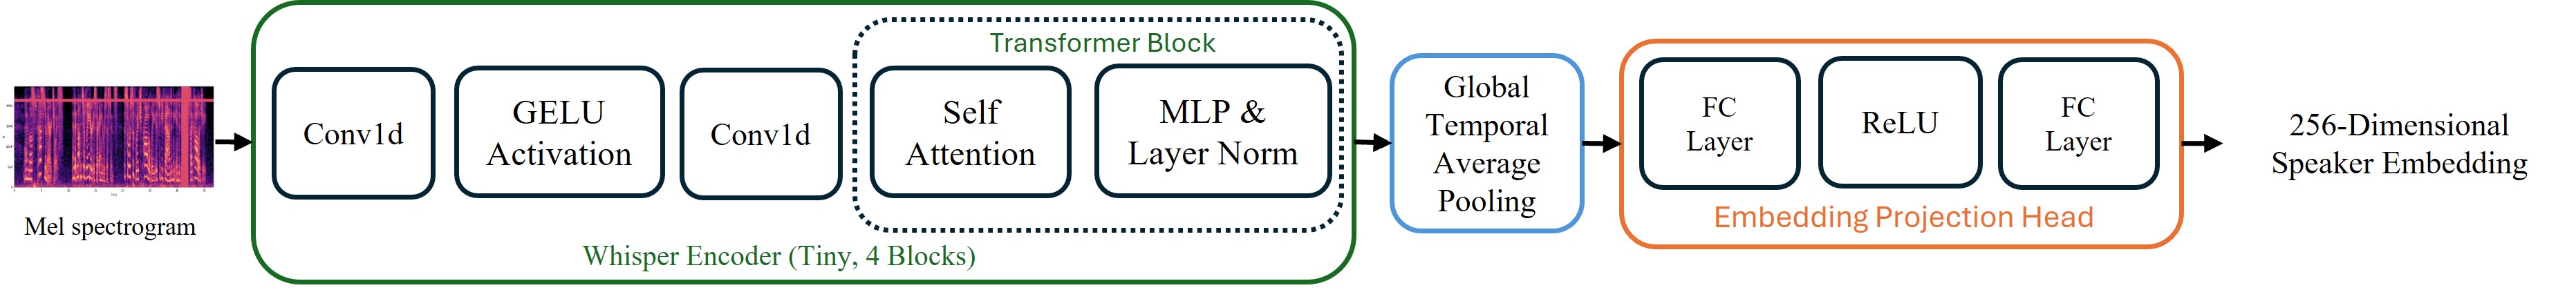 Mel spectrogram
Conv1d
GELU
Activation
Conv1d
Transformer Block
Self
Attention
MLP &
Layer Norm
Whisper Encoder (Tiny, 4 Blocks)
Global
Temporal
Average
Pooling
FC
Layer
ReLU
FC
Layer
Embedding Projection Head
256-Dimensional
Speaker Embedding